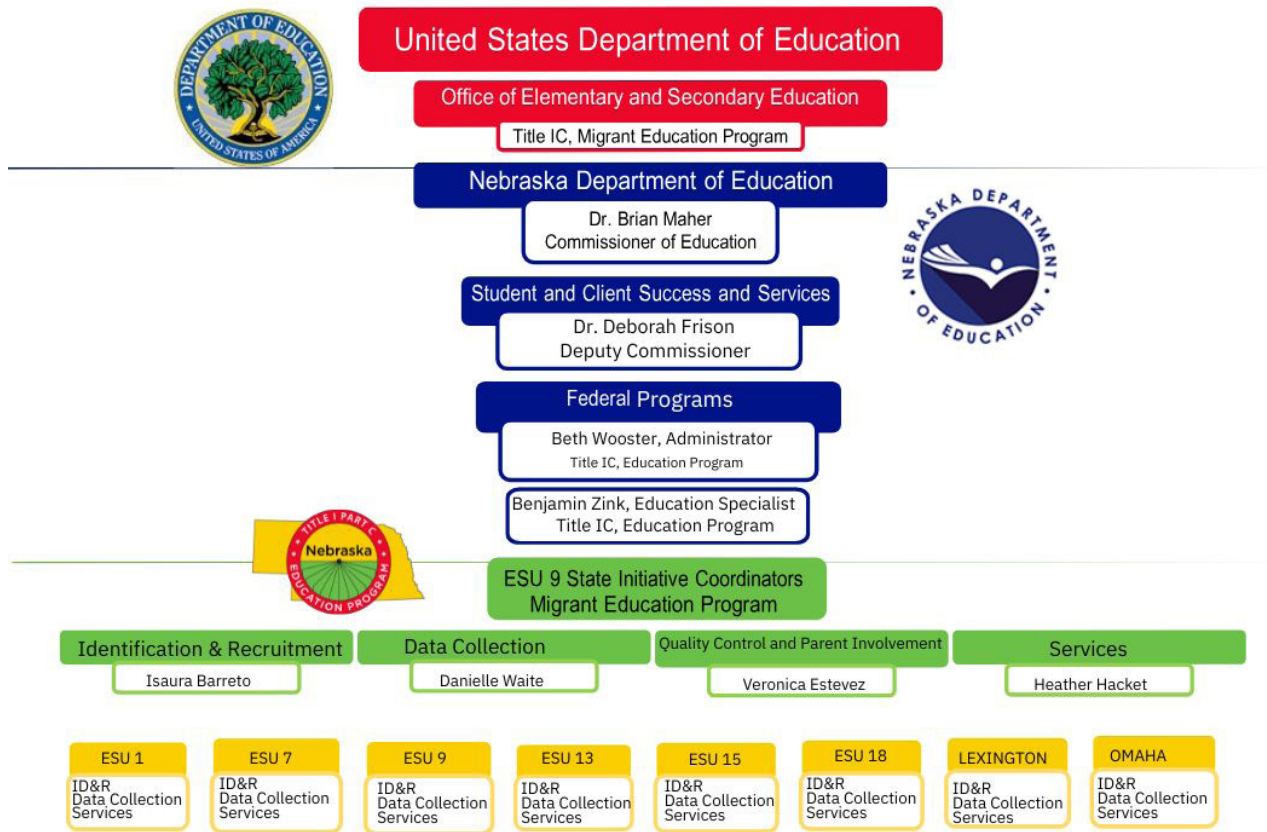 DEPARTMENT OF EDUCATION
UNITED STATES OF AMERICA
United States Department of Education
Office of Elementary and Secondary Education
Title IC, Migrant Education Program
Nebraska Department of Education
Dr. Brian Maher
Commissioner of Education
NEBRASKA DEPARTMENT
OF EDUCATION
Student and Client Success and Services
Dr. Deborah Frison
Deputy Commissioner
Federal Programs
Beth Wooster, Administrator
Title IC, Education Program
Benjamin Zink, Education Specialist
Title IC, Education Program
TITLE I PART C
Nebraska
EDUCATION PROGRAM
ESU 9 State Initiative Coordinators
Migrant Education Program
Identification & Recruitment
Isaura Barreto
Data Collection
Danielle Waite
Quality Control and Parent Involvement
Veronica Estevez
Services
Heather Hacket
ESU 1
ID&R
Data Collection
Services
ESU 7
ID&R
Data Collection
Services
ESU 9
ID&R
Data Collection
Services
ESU 13
ID&R
Data Collection
Services
ESU 15
ID&R
Data Collection
Services
ESU 18
ID&R
Data Collection
Services
LEXINGTON
ID&R
Data Collection
Services
OMAHA
ID&R
Data Collection
Services